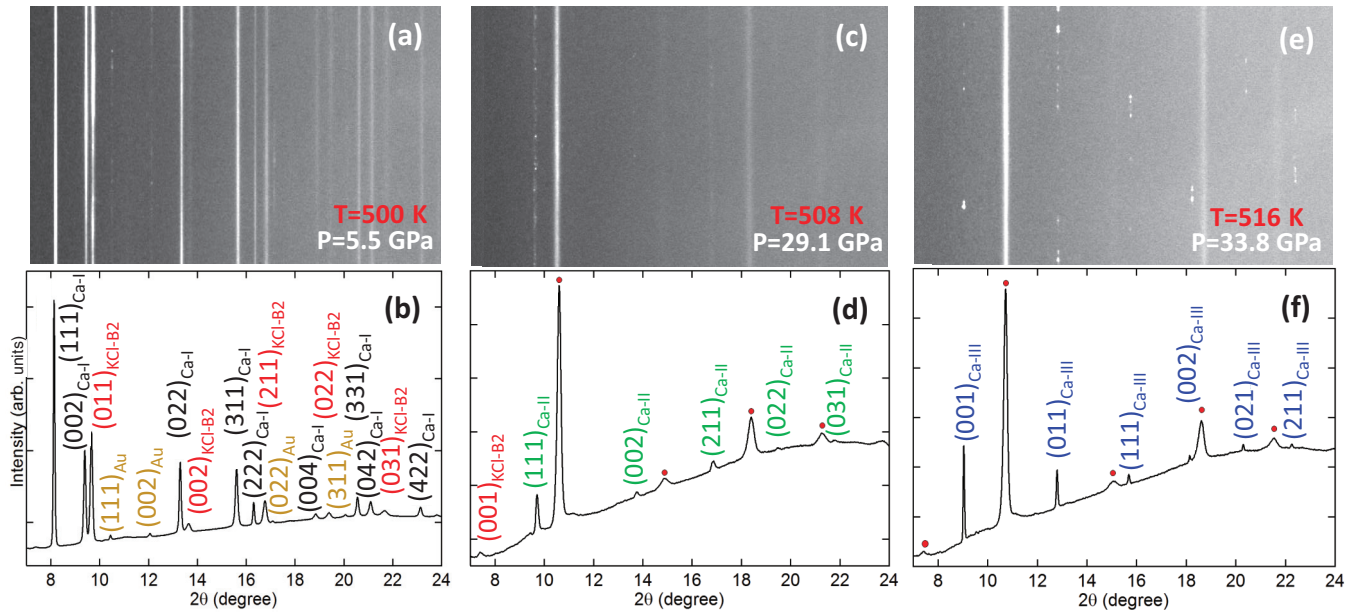 (a)
T=500 K
P=5.5 GPa
(c)
T=508 K
P=29.1 GPa
(e)
T=516 K
P=33.8 GPa
(b)
Intensity (arb. units)
(111)Ca-I
(002)Ca-I
(011)KCl-B2
(111)Au
(002)Au
(022)Ca-I
(002)KCl-B2
(311)Ca-I
(222)Ca-I
(211)KCl-B2
(022)Au
(004)Ca-I
(022)KCl-B2
(311)Au
(331)Ca-I
(042)Ca-I
(031)KCl-B2
(422)Ca-I
8 10 12 14 16 18 20 22 24
2θ (degree)
(d)
(001)KCl-B2
(111)Ca-II
(002)Ca-II
(211)Ca-II
(022)Ca-II
(031)Ca-II
8 10 12 14 16 18 20 22 24
2θ (degree)
(f)
(001)Ca-III
(011)Ca-III
(111)Ca-III
(002)Ca-III
(021)Ca-III
(211)Ca-III
8 10 12 14 16 18 20 22 24
2θ (degree)